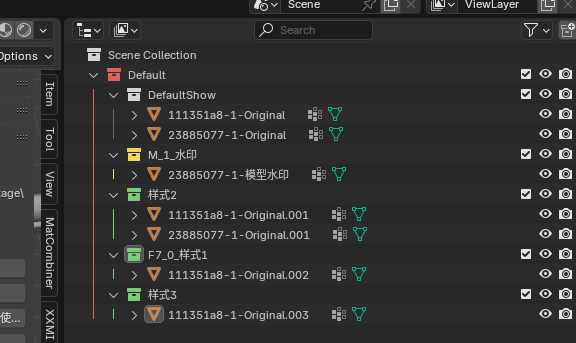 Scene
ViewLayer
Options
Search
Scene Collection
Default
DefaultShow
111351a8-1-Original
23885077-1-Original
M_1_水印
23885077-1-模型水印
样式2
111351a8-1-Original.001
23885077-1-Original.001
F7_0_样式1
111351a8-1-Original.002
样式3
111351a8-1-Original.003
Item
Tool
View
MatCombiner
XXMI
tage\
使...